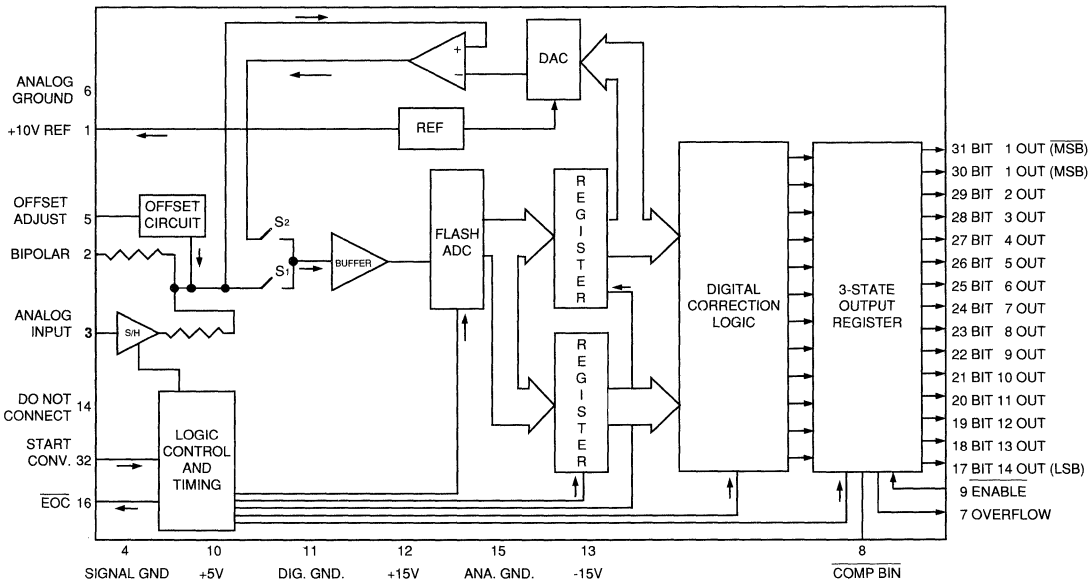 ANALOG
GROUND 6
+10V REF 1
OFFSET
ADJUST 5
BIPOLAR 2
ANALOG
INPUT 3
DO NOT
CONNECT 14
START
CONV. 32
EOC 16
OFFSET
CIRCUIT
S/H
LOGIC
CONTROL
AND
TIMING
+
−
DAC
REF
S2
S1
BUFFER
FLASH
ADC
REGISTER
REGISTER
DIGITAL
CORRECTION
LOGIC
3-STATE
OUTPUT
REGISTER
31 BIT 1 OUT (MSB)
30 BIT 1 OUT (MSB)
29 BIT 2 OUT
28 BIT 3 OUT
27 BIT 4 OUT
26 BIT 5 OUT
25 BIT 6 OUT
24 BIT 7 OUT
23 BIT 8 OUT
22 BIT 9 OUT
21 BIT 10 OUT
20 BIT 11 OUT
19 BIT 12 OUT
18 BIT 13 OUT
17 BIT 14 OUT (LSB)
9 ENABLE
7 OVERFLOW
4 10 11 12 15 13 8
SIGNAL GND +5V DIG. GND. +15V ANA. GND. -15V COMP BIN